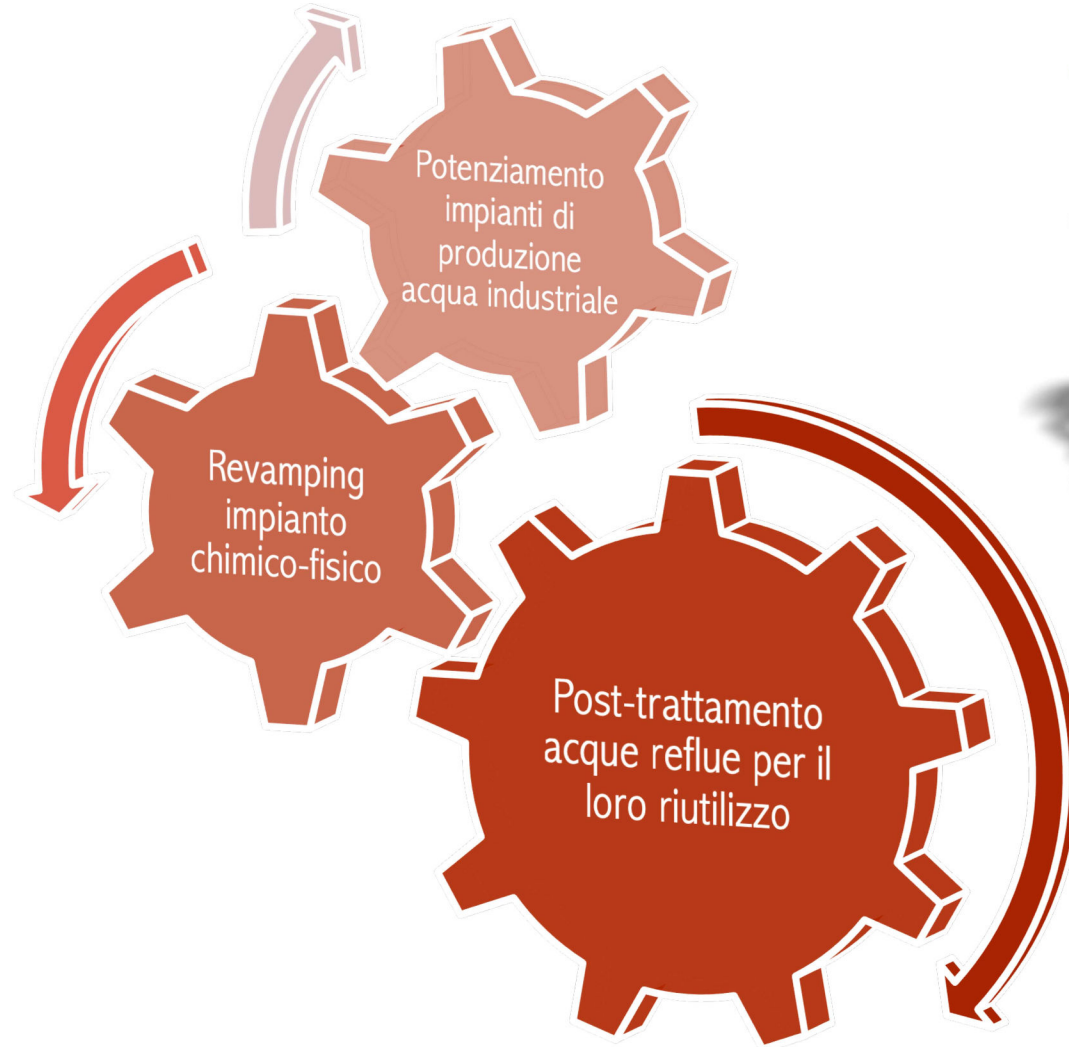 Potenziamento
impianti di
produzione
acqua industriale
Revamping
impianto
chimico-fisico
Post-trattamento
acque reflue per il
loro riutilizzo